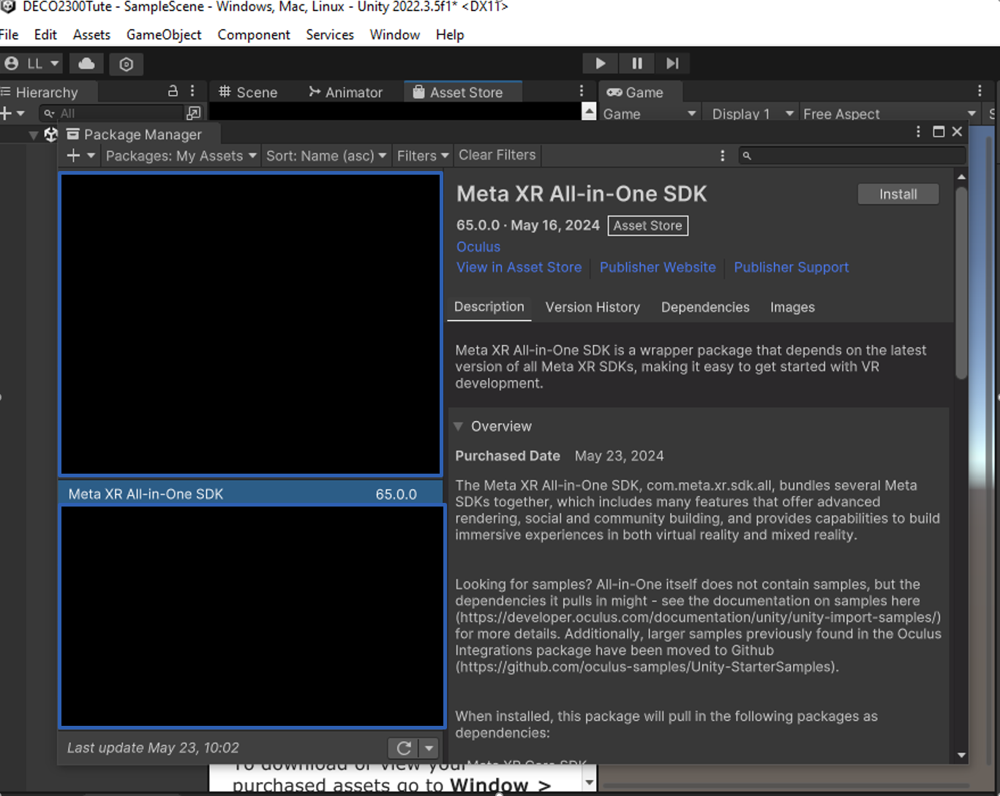 DECO2300Tute - SampleScene - Windows, Mac, Linux - Unity 2022.3.5f1* <DX11>
File Edit Assets GameObject Component Services Window Help
LL
Hierarchy
Scene Animator Asset Store Game
All
Game Display 1 Free Aspect
Package Manager
Packages: My Assets Sort: Name (asc) Filters Clear Filters
Meta XR All-in-One SDK 65.0.0
Last update May 23, 10:02
Meta XR All-in-One SDK Install
65.0.0 · May 16, 2024 Asset Store
Oculus
View in Asset Store Publisher Website Publisher Support
Description Version History Dependencies Images
Meta XR All-in-One SDK is a wrapper package that depends on the latest
version of all Meta XR SDKs, making it easy to get started with VR
development.
Overview
Purchased Date May 23, 2024
The Meta XR All-in-One SDK, com.meta.xr.sdk.all, bundles several Meta
SDKs together, which includes many features that offer advanced
rendering, social and community building, and provides capabilities to build
immersive experiences in both virtual reality and mixed reality.
Looking for samples? All-in-One itself does not contain samples, but the
dependencies it pulls in might - see the documentation on samples here
(https://developer.oculus.com/documentation/unity/unity-import-samples/)
for more details. Additionally, larger samples previously found in the Oculus
Integrations package have been moved to Github
(https://github.com/oculus-samples/Unity-StarterSamples).
When installed, this package will pull in the following packages as
dependencies:
- Meta XR Core SDK
To download or view your
purchased assets go to Window >